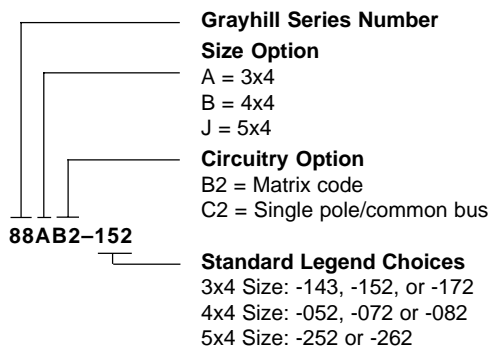 Grayhill Series Number
Size Option
A = 3x4
B = 4x4
J = 5x4
Circuitry Option
B2 = Matrix code
C2 = Single pole/common bus
88AB2–152
Standard Legend Choices
3x4 Size: -143, -152, or -172
4x4 Size: -052, -072 or -082
5x4 Size: -252 or -262